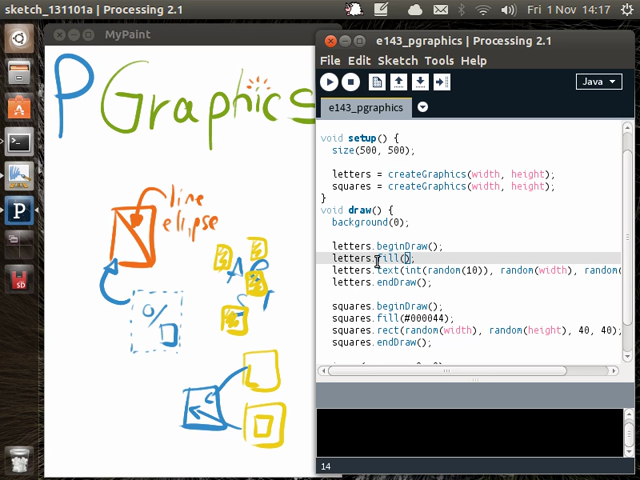 sketch_131101a | Processing 2.1
Fri 1 Nov 14:17
MyPaint
PGraphics
line
ellipse
e143_pgraphics | Processing 2.1
File Edit Sketch Tools Help
Java
e143_pgraphics
void setup() {
size(500, 500);
letters = createGraphics(width, height);
squares = createGraphics(width, height);
}
void draw() {
background(0);
letters.beginDraw();
letters.fill();
letters.text(int(random(10)), random(width), random(
letters.endDraw();
squares.beginDraw();
squares.fill(#000044);
squares.rect(random(width), random(height), 40, 40);
squares.endDraw();
14